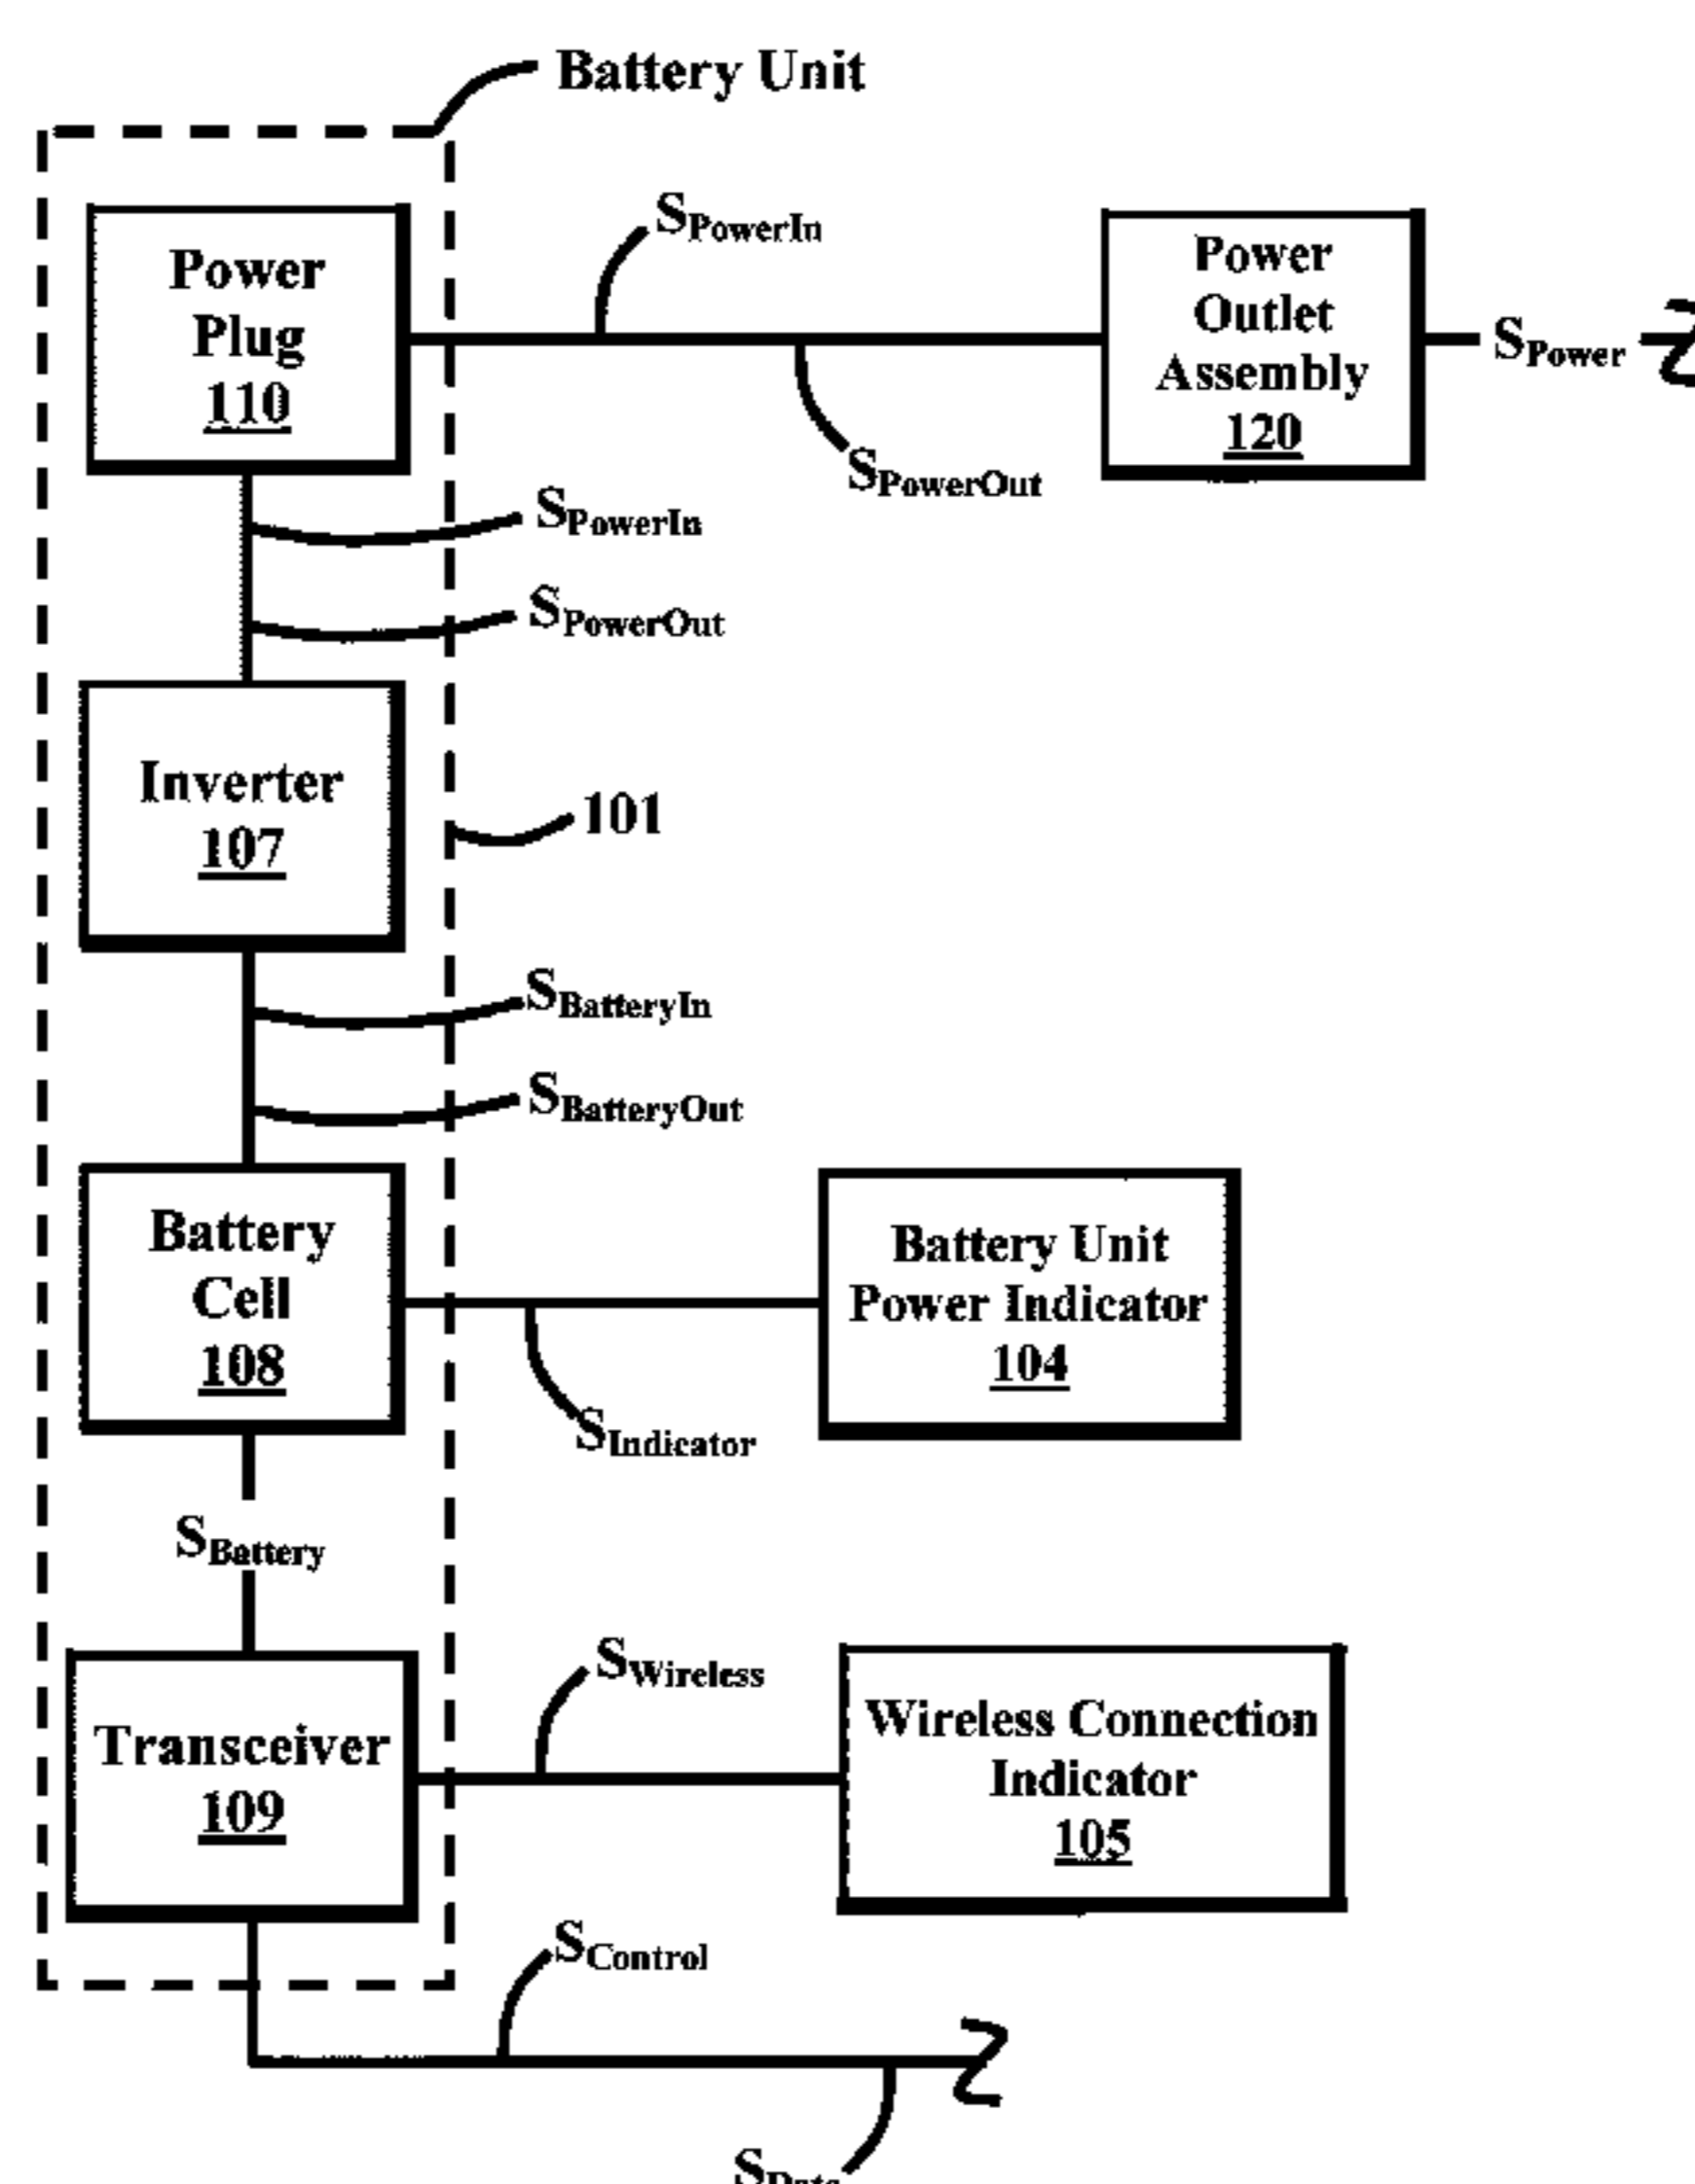 Battery Unit
S_PowerIn
Power
Plug
110
Power
Outlet
Assembly
120
S_Power
S_PowerOut
S_PowerIn
S_PowerOut
Inverter
107
101
S_BatteryIn
S_BatteryOut
Battery
Cell
108
Battery Unit
Power Indicator
104
S_Indicator
S_Battery
S_Wireless
Transceiver
109
Wireless Connection
Indicator
105
S_Control